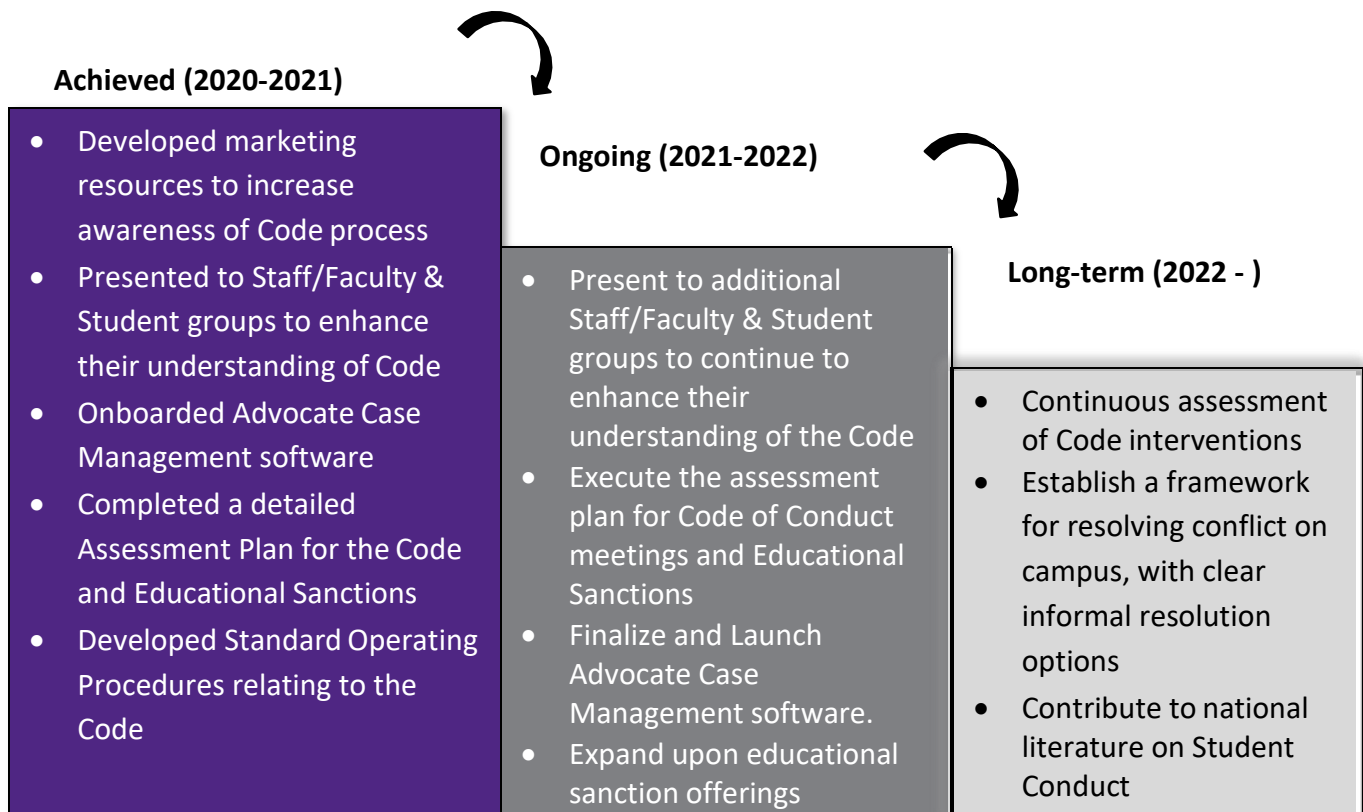 Achieved (2020-2021)
• Developed marketing
resources to increase
awareness of Code process
• Presented to Staff/Faculty &
Student groups to enhance
their understanding of Code
• Onboarded Advocate Case
Management software
• Completed a detailed
Assessment Plan for the Code
and Educational Sanctions
• Developed Standard Operating
Procedures relating to the
Code
Ongoing (2021-2022)
• Present to additional
Staff/Faculty & Student
groups to continue to
enhance their
understanding of the Code
• Execute the assessment
plan for Code of Conduct
meetings and Educational
Sanctions
• Finalize and Launch
Advocate Case
Management software.
• Expand upon educational
sanction offerings
Long-term (2022 - )
• Continuous assessment
of Code interventions
• Establish a framework
for resolving conflict on
campus, with clear
informal resolution
options
• Contribute to national
literature on Student
Conduct